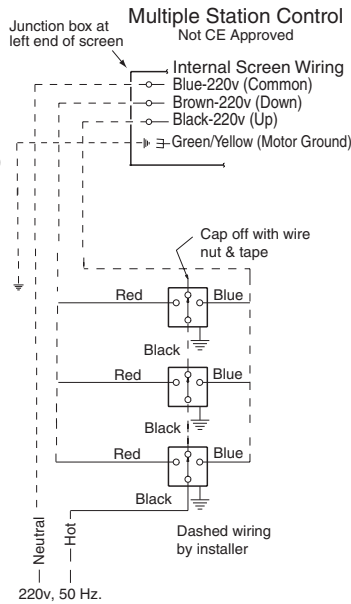 Multiple Station Control
Not CE Approved
Junction box at
left end of screen
Internal Screen Wiring
Blue-220v (Common)
Brown-220v (Down)
Black-220v (Up)
Green/Yellow (Motor Ground)
Cap off with wire
nut & tape
Red
Blue
Black
Red
Blue
Black
Red
Blue
Black
Neutral
Hot
Dashed wiring
by installer
220v, 50 Hz.